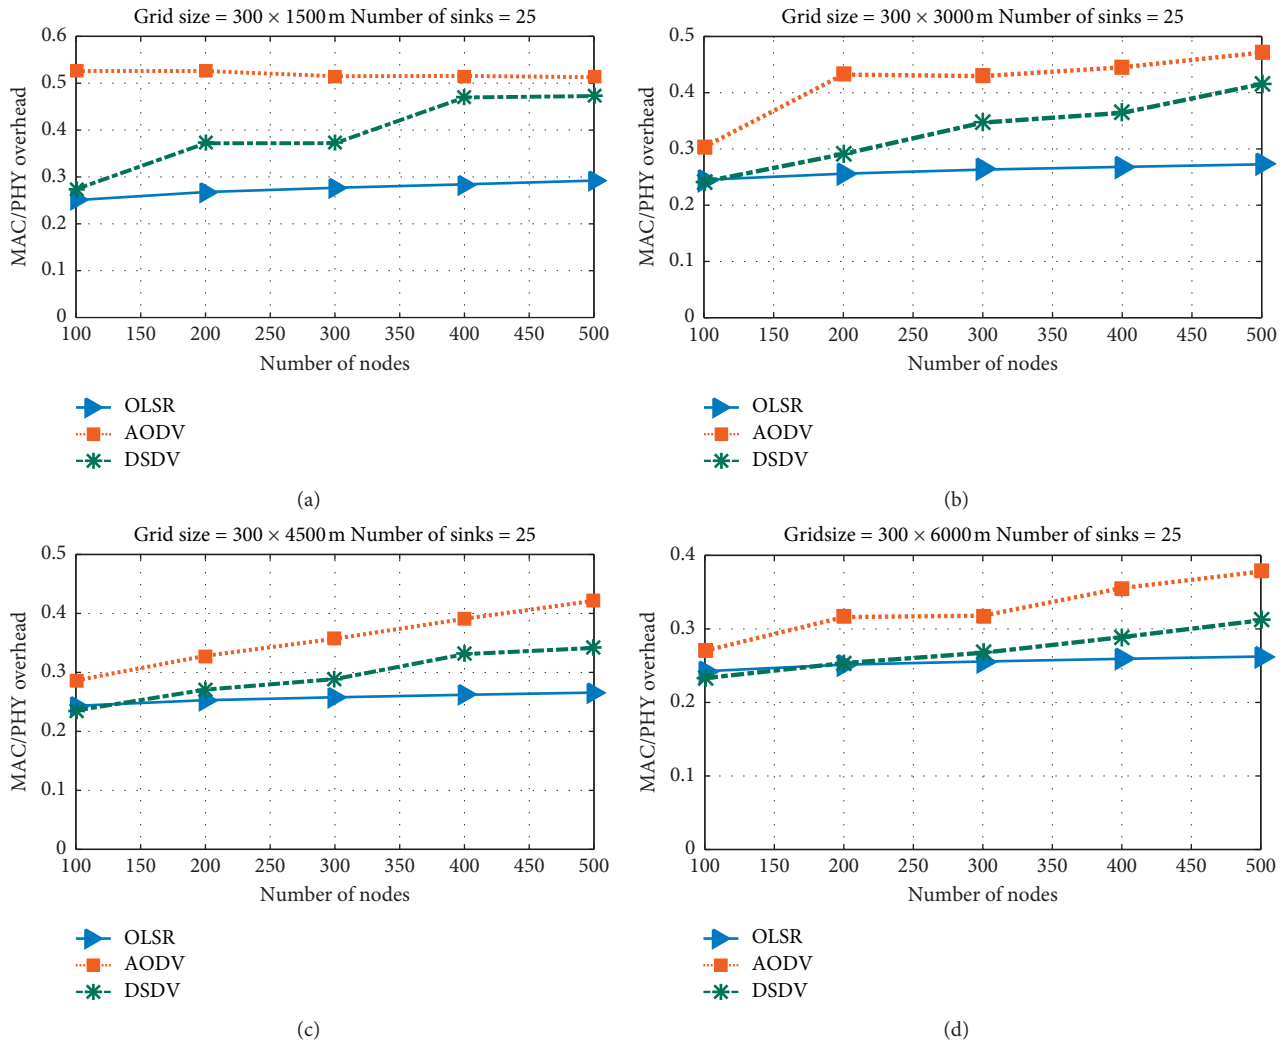 Grid size = 300 × 1500 m Number of sinks = 25
0.6
0.5
0.4
0.3
0.2
0.1
0
MAC/PHY overhead
100 150 200 250 300 350 400 450 500
Number of nodes
OLSR
AODV
DSDV
(a)
Grid size = 300 × 3000 m Number of sinks = 25
0.5
0.4
0.3
0.2
0.1
0
MAC/PHY overhead
100 150 200 250 300 350 400 450 500
Number of nodes
OLSR
AODV
DSDV
(b)
Grid size = 300 × 4500 m Number of sinks = 25
0.5
0.4
0.3
0.2
0.1
0
MAC/PHY overhead
100 150 200 250 300 350 400 450 500
Number of nodes
OLSR
AODV
DSDV
(c)
Gridsize = 300 × 6000 m Number of sinks = 25
0.4
0.3
0.2
0.1
0
MAC/PHY overhead
100 150 200 250 300 350 400 450 500
Number of nodes
OLSR
AODV
DSDV
(d)